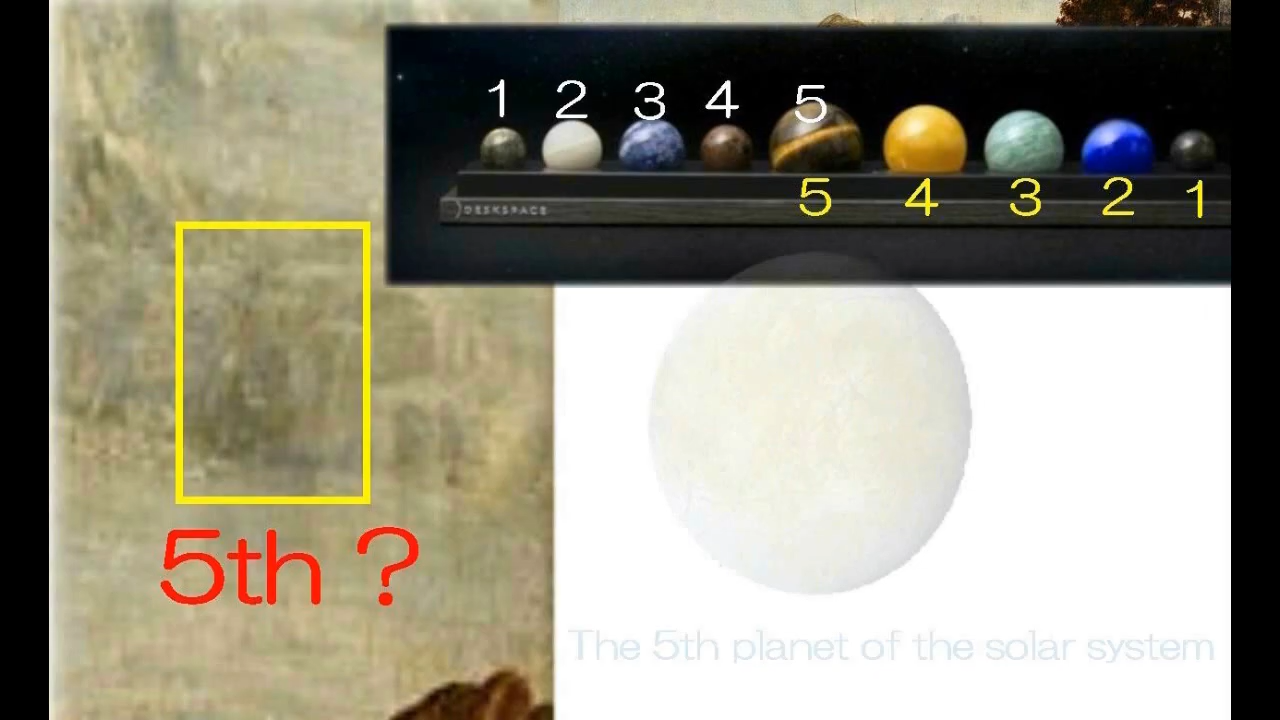 1 2 3 4 5
5 4 3 2 1
DESKSPACE
5th ?
The 5th planet of the solar system